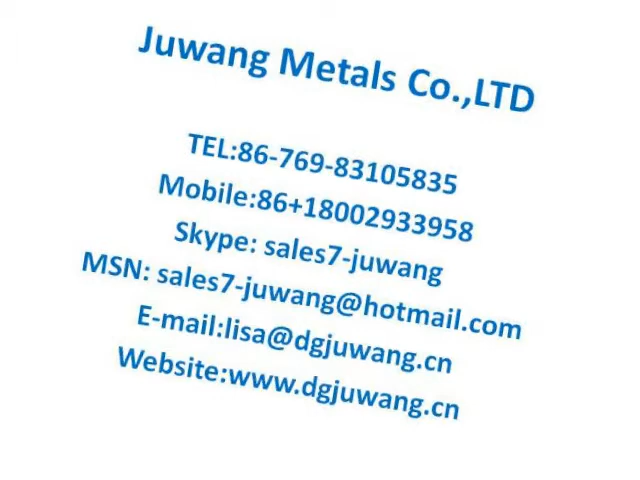 Juwang Metals Co.,LTD
TEL:86-769-83105835
Mobile:86+18002933958
Skype: sales7-juwang
MSN: sales7-juwang@hotmail.com
E-mail:lisa@dgjuwang.cn
Website:www.dgjuwang.cn